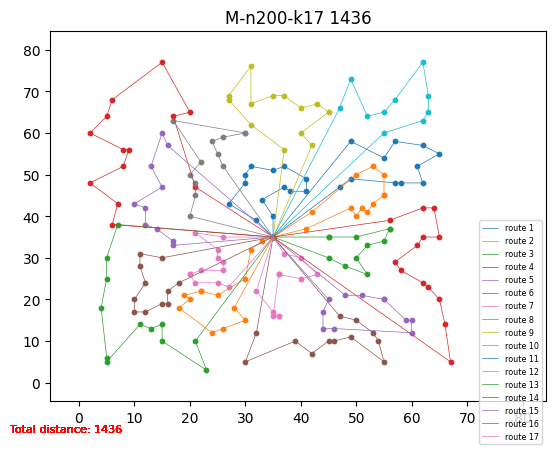 M-n200-k17 1436
80
70
60
50
40
30
20
10
0
0 10 20 30 40 50 60 70 80
route 1
route 2
route 3
route 4
route 5
route 6
route 7
route 8
route 9
route 10
route 11
route 12
route 13
route 14
route 15
route 16
route 17
Total distance: 1436